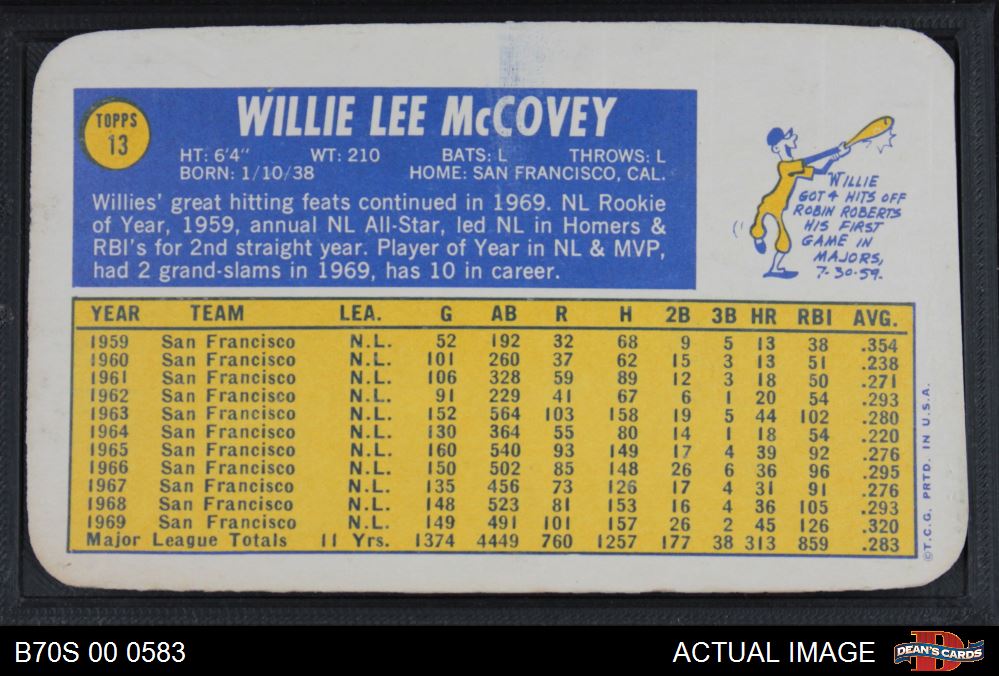 TOPPS
13
WILLIE LEE McCOVEY
HT: 6'4" WT: 210 BATS: L THROWS: L
BORN: 1/10/38 HOME: SAN FRANCISCO, CAL.
Willies' great hitting feats continued in 1969. NL Rookie
of Year, 1959, annual NL All-Star, led NL in Homers &
RBI's for 2nd straight year. Player of Year in NL & MVP,
had 2 grand-slams in 1969, has 10 in career.
WILLIE
GOT 4 HITS OFF
ROBIN ROBERTS
HIS FIRST
GAME IN
MAJORS,
7-30-59.
YEAR TEAM LEA. G AB R H 2B 3B HR RBI AVG.
1959 San Francisco N.L. 52 192 32 68 9 5 13 38 .354
1960 San Francisco N.L. 101 260 37 62 15 3 13 51 .238
1961 San Francisco N.L. 106 328 59 89 12 3 18 50 .271
1962 San Francisco N.L. 91 229 41 67 6 1 20 54 .293
1963 San Francisco N.L. 152 564 103 158 19 5 44 102 .280
1964 San Francisco N.L. 130 364 55 80 14 1 18 54 .220
1965 San Francisco N.L. 160 540 93 149 17 4 39 92 .276
1966 San Francisco N.L. 150 502 85 148 26 6 36 96 .295
1967 San Francisco N.L. 135 456 73 126 17 4 31 91 .276
1968 San Francisco N.L. 148 523 81 153 16 4 36 105 .293
1969 San Francisco N.L. 149 491 101 157 26 2 45 126 .320
Major League Totals 11 Yrs. 1374 4449 760 1257 177 38 313 859 .283
©T.C.G. PRTD. IN U.S.A.
B70S 00 0583
ACTUAL IMAGE
DEAN'S CARDS